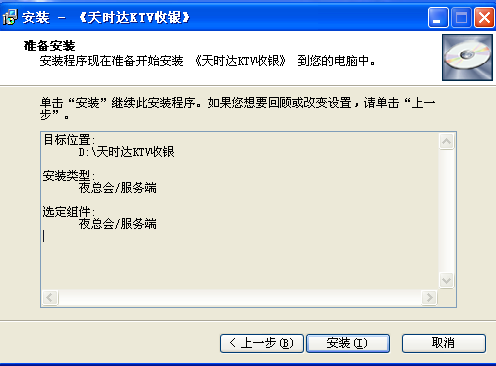 安装 - 《天时达KTV收银》
准备安装
安装程序现在准备开始安装 《天时达KTV收银》 到您的电脑中。
单击“安装”继续此安装程序。如果您想要回顾或改变设置，请单击“上一
步”。
目标位置:
D:\天时达KTV收银
安装类型:
夜总会/服务端
选定组件:
夜总会/服务端
< 上一步(B)
安装(I)
取消